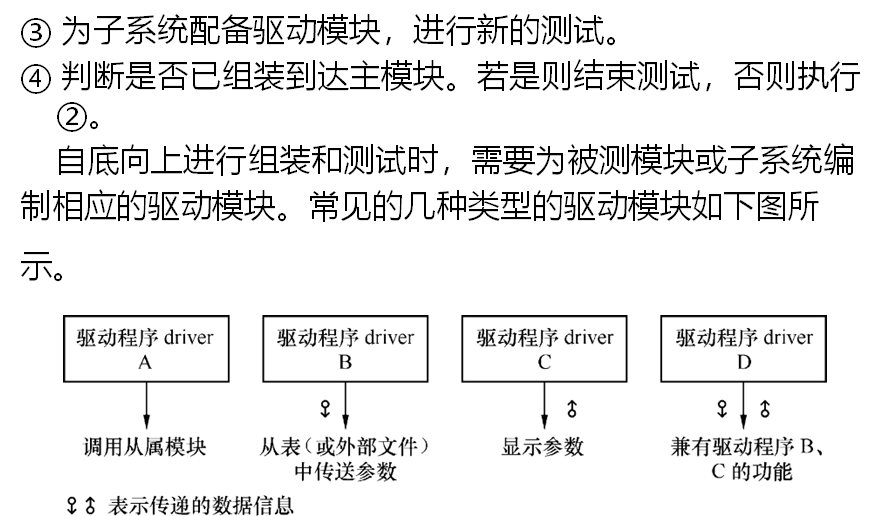 ③ 为子系统配备驱动模块，进行新的测试。
④ 判断是否已组装到达主模块。若是则结束测试，否则执行
②。
自底向上进行组装和测试时，需要为被测模块或子系统编
制相应的驱动模块。常见的几种类型的驱动模块如下图所
示。
驱动程序 driver
A
驱动程序 driver
B
驱动程序 driver
C
驱动程序 driver
D
调用从属模块
从表（或外部文件）
中传送参数
显示参数
兼有驱动程序 B、
C 的功能
表示传递的数据信息